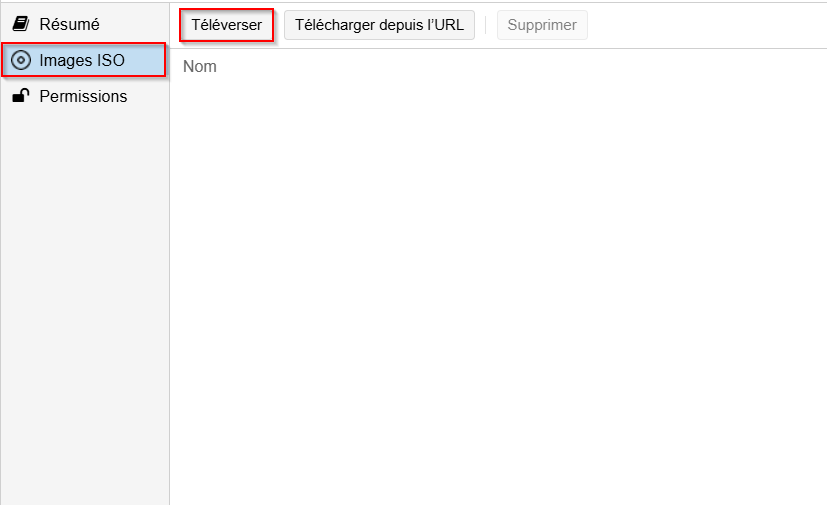 Résumé
Images ISO
Permissions
Téléverser
Télécharger depuis l'URL
Supprimer
Nom